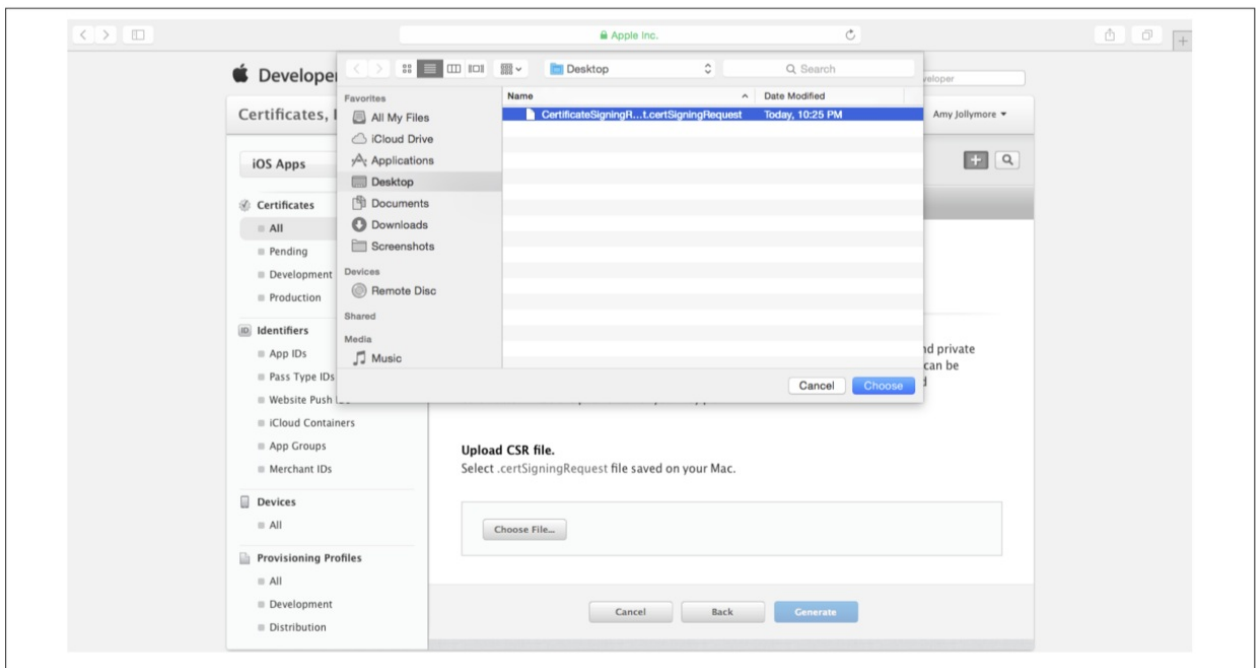 Apple Inc.
Developer
Desktop
Search
Name
Date Modified
CertificateSigningR...t.certSigningRequest
Today, 10:25 PM
Favorites
All My Files
iCloud Drive
Applications
Desktop
Documents
Downloads
Screenshots
Devices
Remote Disc
Shared
Media
Music
Cancel
Choose
Certificates, I
Amy Jollymore
iOS Apps
Certificates
All
Pending
Development
Production
Identifiers
App IDs
Pass Type IDs
Website Push
iCloud Containers
App Groups
Merchant IDs
Devices
All
Provisioning Profiles
All
Development
Distribution
private
can be
Upload CSR file.
Select .certSigningRequest file saved on your Mac.
Choose File...
Cancel
Back
Generate